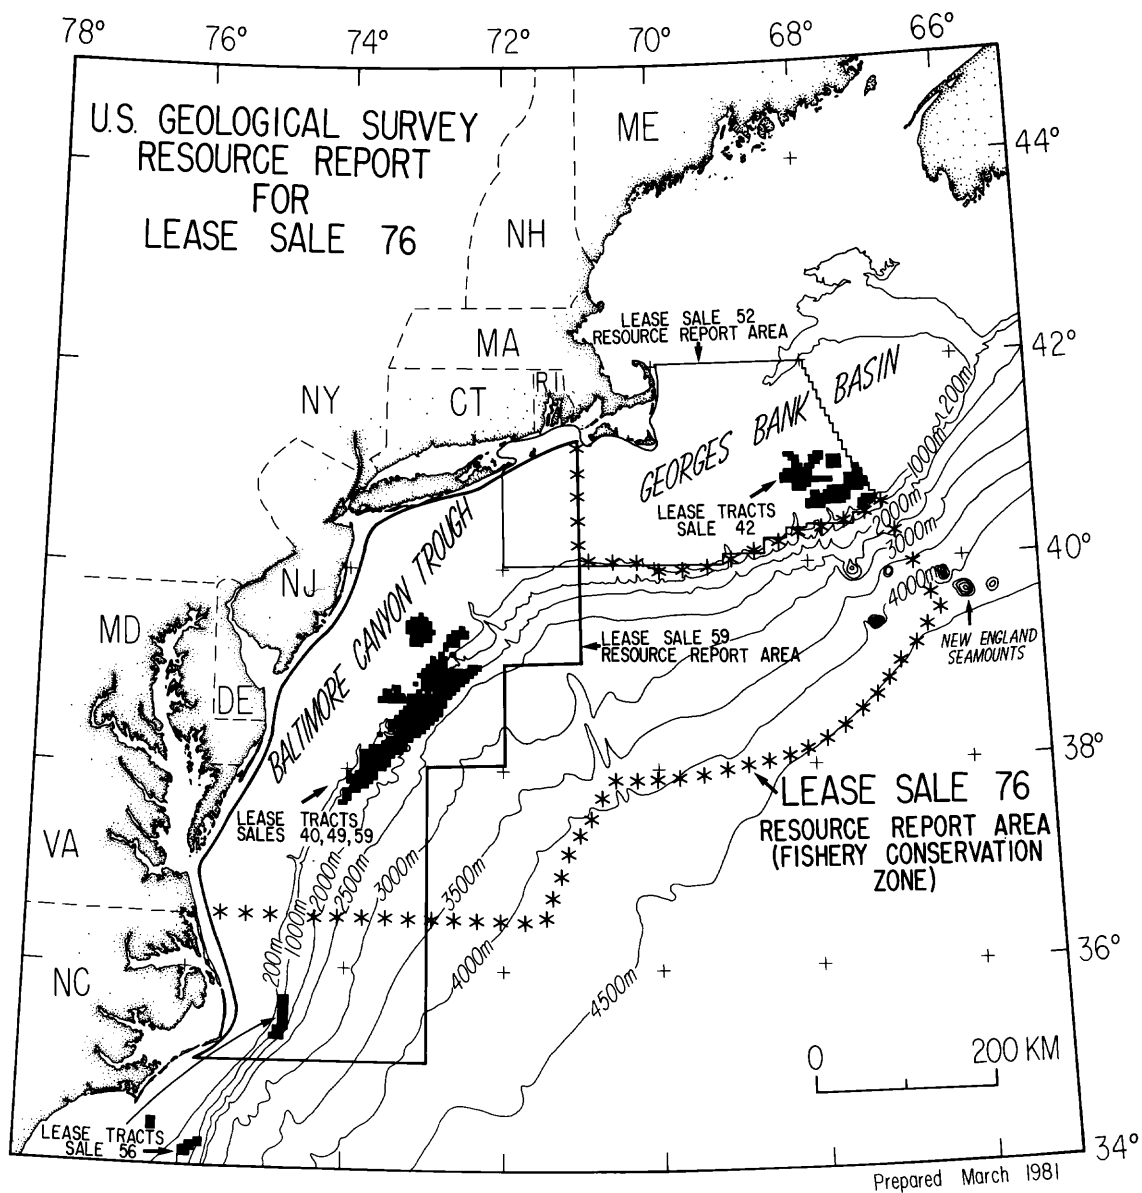 78° 76° 74° 72° 70° 68° 66°
U.S. GEOLOGICAL SURVEY
RESOURCE REPORT
FOR
LEASE SALE 76
ME
44°
NH
LEASE SALE 52
RESOURCE REPORT AREA
42°
MA
NY
CT
RI
GEORGES BANK BASIN
200m
1000m
2000m
3000m
4000m
LEASE TRACTS
SALE 42
40°
BALTIMORE CANYON TROUGH
NJ
MD
DE
LEASE SALE 59
RESOURCE REPORT AREA
NEW ENGLAND
SEAMOUNTS
38°
LEASE SALE 76
RESOURCE REPORT AREA
(FISHERY CONSERVATION
ZONE)
LEASE TRACTS
SALES 40,49,59
VA
200m
1000m
2000m
2500m
3000m
3500m
4000m
4500m
36°
NC
0 200 KM
LEASE TRACTS
SALE 56
34°
Prepared March 1981